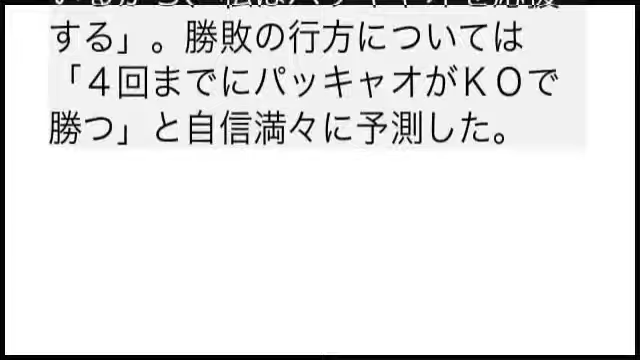 する」。勝敗の行方については
「４回までにパッキャオがＫＯで
勝つ」と自信満々に予測した。